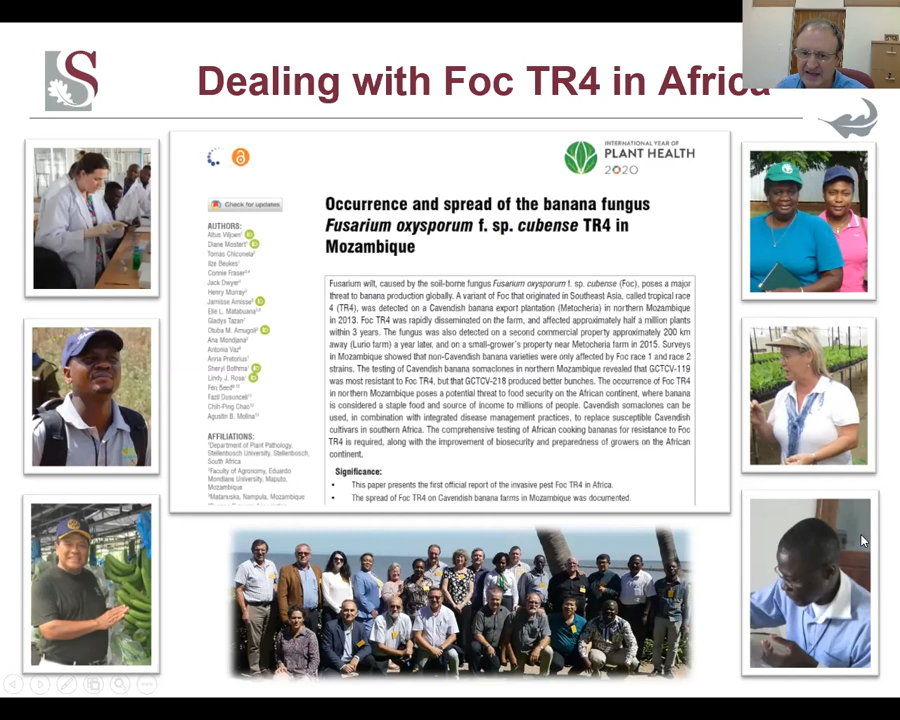 S
Dealing with Foc TR4 in Africa
INTERNATIONAL YEAR OF
PLANT HEALTH
2020
Check for updates
Occurrence and spread of the banana fungus
Fusarium oxysporum f. sp. cubense TR4 in
Mozambique
AUTHORS:
Altus Viljoen
Diane Mostert
Tomas Chiconela
Ilze Beukes
Connie Fraser
Jack Dwyer
Henry Murray
Jamisse Amisse
Elie L. Matabuana
Gladys Tazan
Otuba M. Amugoli
Ana Mondjana
Antonia Vaz
Anria Pretorius
Sheryl Bothma
Lindy J. Rose
Fen Beed
Fazil Dusunceli
Chih-Ping Chao
Agustin B. Molina
AFFILIATIONS:
Department of Plant Pathology,
Stellenbosch University, Stellenbosch,
South Africa
Faculty of Agronomy, Eduardo
Mondlane University, Maputo,
Mozambique
Matanuska, Nampula, Mozambique
Fusarium wilt, caused by the soil-borne fungus Fusarium oxysporum f. sp. cubense (Foc), poses a major
threat to banana production globally. A variant of Foc that originated in Southeast Asia, called tropical race
4 (TR4), was detected on a Cavendish banana export plantation (Metocheria) in northern Mozambique
in 2013. Foc TR4 was rapidly disseminated on the farm, and affected approximately half a million plants
within 3 years. The fungus was also detected on a second commercial property approximately 200 km
away (Lurio farm) a year later, and on a small-grower's property near Metocheria farm in 2015. Surveys
in Mozambique showed that non-Cavendish banana varieties were only affected by Foc race 1 and race 2
strains. The testing of Cavendish somaclones in northern Mozambique revealed that GCTCV-119
was most resistant to Foc TR4, but that GCTCV-218 produced better bunches. The occurrence of Foc TR4
in northern Mozambique poses a potential threat to food security on the African continent, where banana
is considered a staple food and source of income to millions of people. Cavendish somaclones can be
used, in combination with integrated disease management practices, to replace susceptible Cavendish
cultivars in southern Africa. The comprehensive testing of African cooking bananas for resistance to Foc
TR4 is required, along with the improvement of biosecurity and preparedness of growers on the African
continent.
Significance:
• This paper presents the first official report of the invasive pest Foc TR4 in Africa.
• The spread of Foc TR4 on Cavendish banana farms in Mozambique was documented.